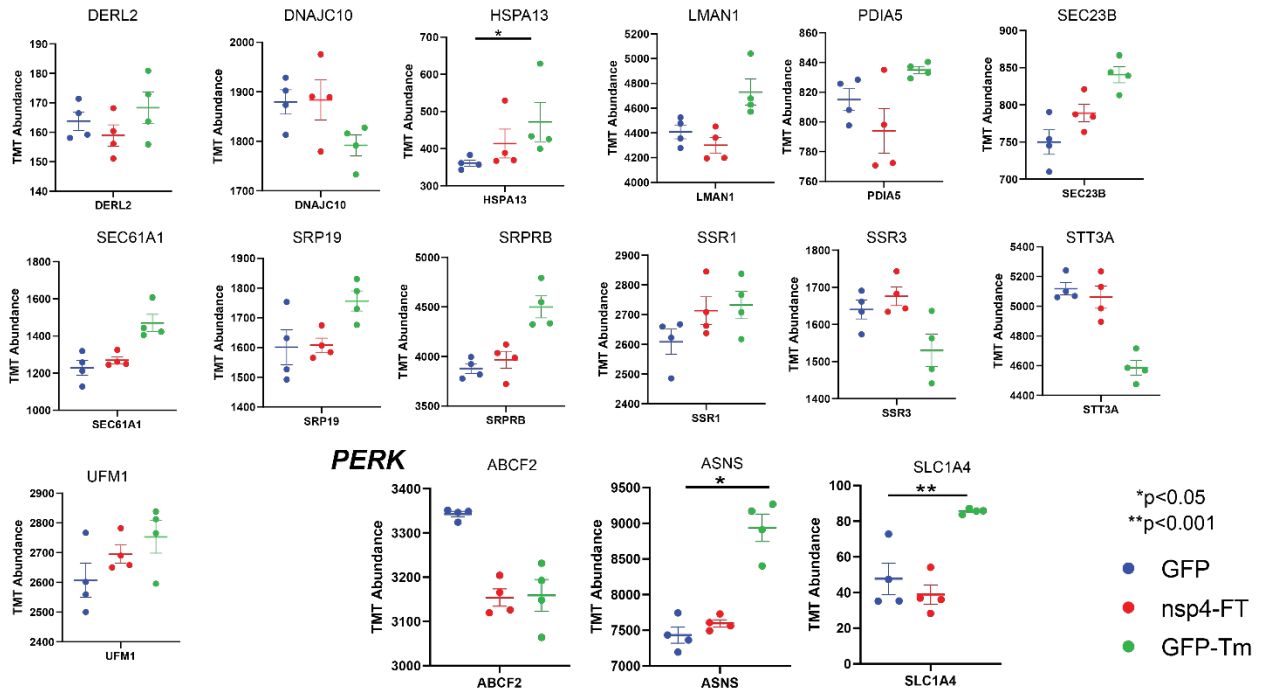 DERL2
TMT Abundance
190
180
170
160
150
140
DERL2
DNAJC10
TMT Abundance
2000
1900
1800
1700
DNAJC10
HSPA13
*
TMT Abundance
700
600
500
400
300
HSPA13
LMAN1
TMT Abundance
5200
5000
4800
4600
4400
4200
4000
LMAN1
PDIA5
TMT Abundance
860
840
820
800
780
760
PDIA5
SEC23B
TMT Abundance
900
850
800
750
700
SEC23B
SEC61A1
TMT Abundance
1800
1600
1400
1200
1000
SEC61A1
SRP19
TMT Abundance
1900
1800
1700
1600
1500
1400
SRP19
SRPRB
TMT Abundance
5000
4500
4000
3500
SRPRB
SSR1
TMT Abundance
2900
2800
2700
2600
2500
2400
SSR1
SSR3
TMT Abundance
1800
1700
1600
1500
1400
SSR3
STT3A
TMT Abundance
5400
5200
5000
4800
4600
4400
STT3A
UFM1
TMT Abundance
2900
2800
2700
2600
2500
2400
UFM1
PERK
ABCF2
TMT Abundance
3400
3300
3200
3100
3000
ABCF2
ASNS
*
TMT Abundance
9500
9000
8500
8000
7500
7000
ASNS
SLC1A4
**
TMT Abundance
100
80
60
40
20
0
SLC1A4
*p<0.05
**p<0.001
GFP
nsp4-FT
GFP-Tm